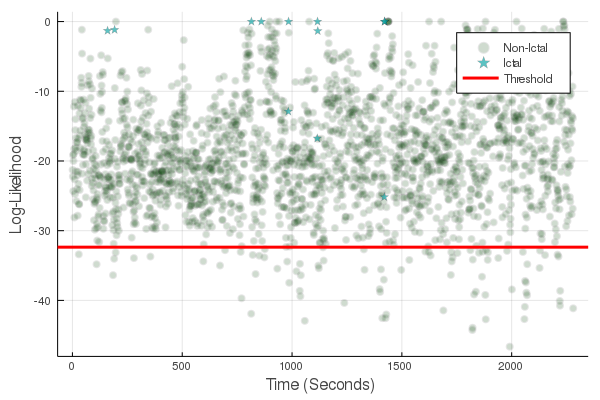 0
-10
-20
-30
-40
Log-Likelihood
Non-Ictal
Ictal
Threshold
0 500 1000 1500 2000
Time (Seconds)